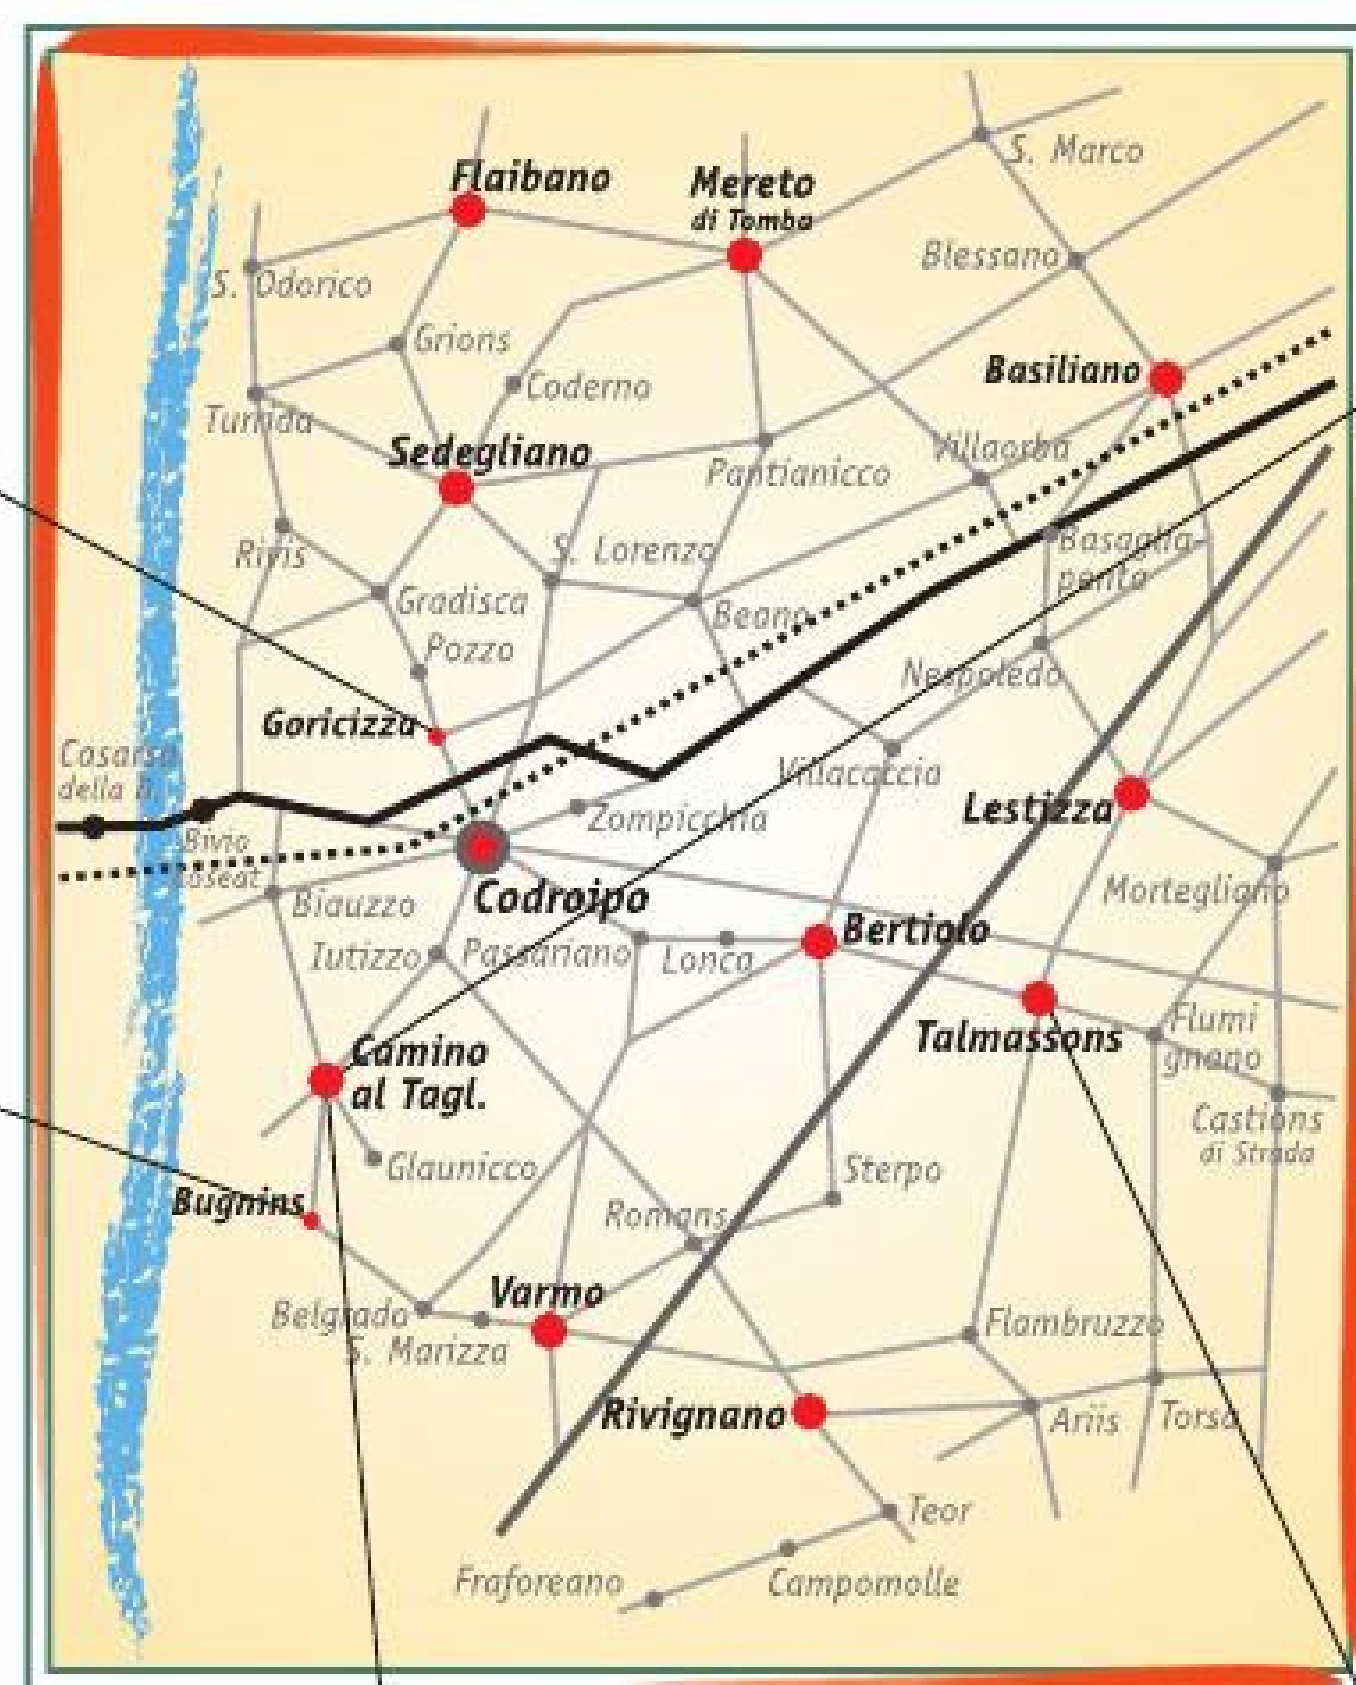 Flaibano
Mereto
di Tomba
S. Marco
Blessano
S. Odorico
Grions
Coderno
Basiliano
Turrida
Sedegliano
Pantianicco
Villaorba
Rivis
S. Lorenzo
Basaglia-
penta
Gradisca
Beano
Pozzo
Nespoledo
Goricizza
Casarsa
della D.
Villacaccia
Lestizza
Zompicchia
Bivio
Coseat
Codroipo
Biauzzo
Mortegliano
Bertiolo
Iutizzo
Passariano
Lonca
Talmassons
Flumi
gnano
Camino
al Tagl.
Castions
di Strada
Glaunicco
Sterpo
Bugnins
Romans
Varmo
Belgrado
S. Marizza
Flambruzzo
Rivignano
Ariis
Torsa
Teor
Fraforeano
Campomolle